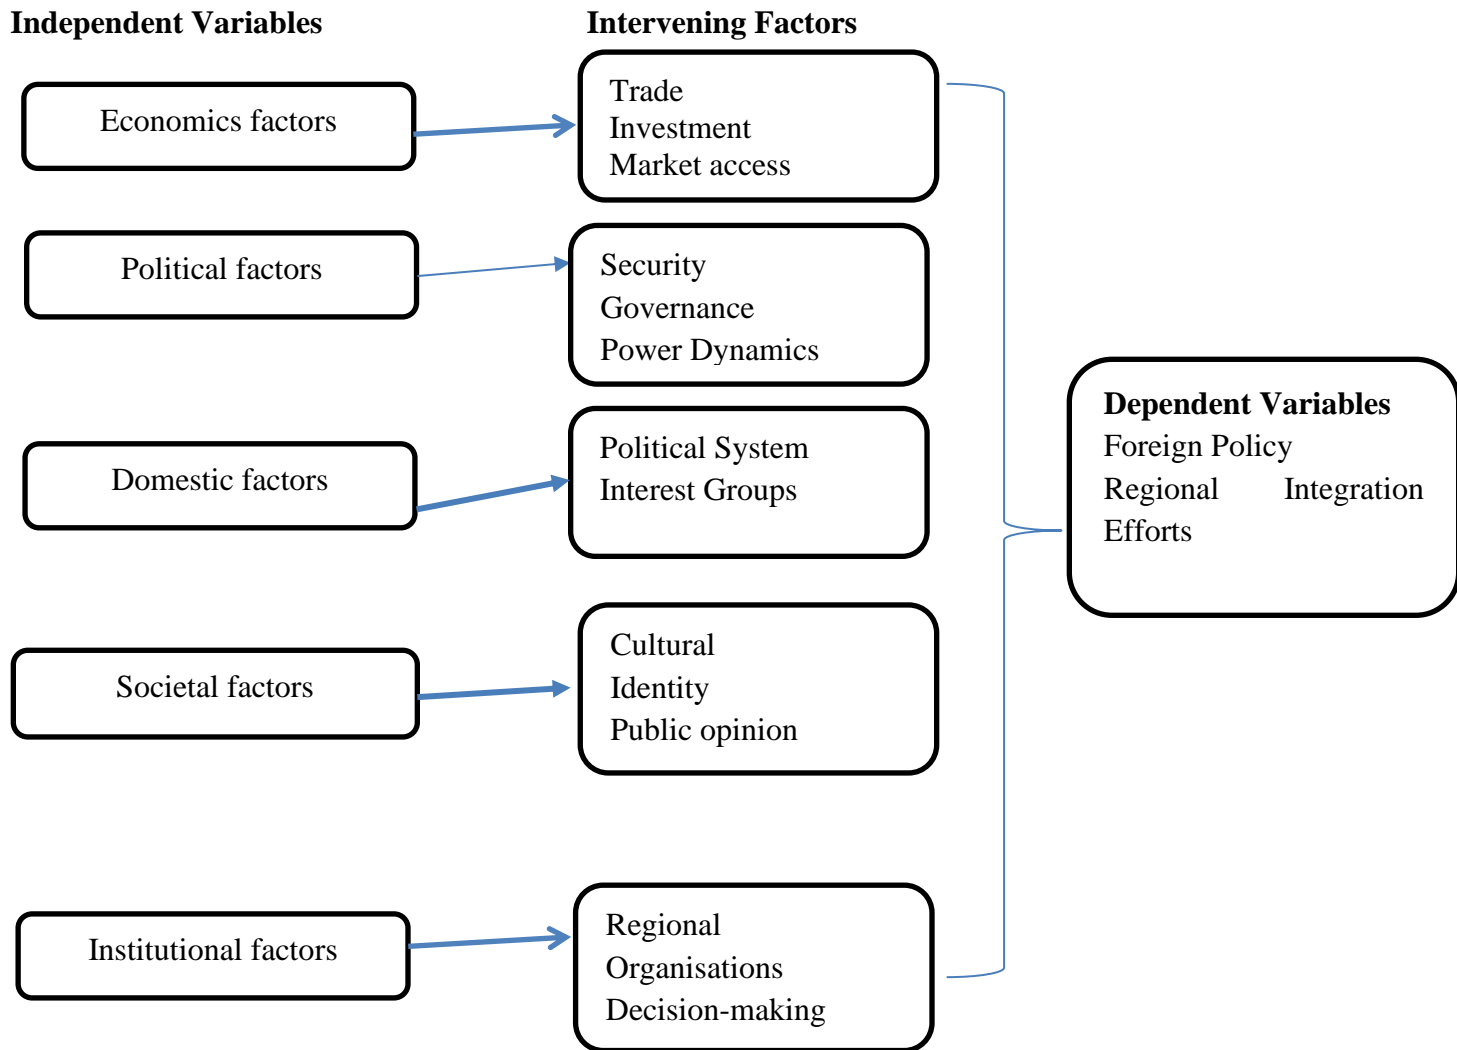 Independent Variables
Intervening Factors
Economics factors
Trade
Investment
Market access
Political factors
Security
Governance
Power Dynamics
Domestic factors
Political System
Interest Groups
Societal factors
Cultural
Identity
Public opinion
Institutional factors
Regional
Organisations
Decision-making
Dependent Variables
Foreign Policy
Regional Integration
Efforts